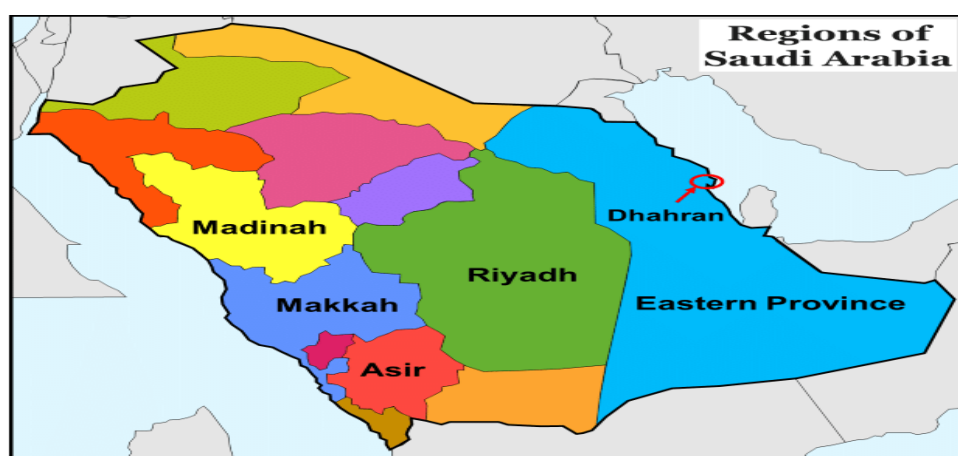 Regions of
Saudi Arabia
Madinah
Dhahran
Riyadh
Makkah
Eastern Province
Asir